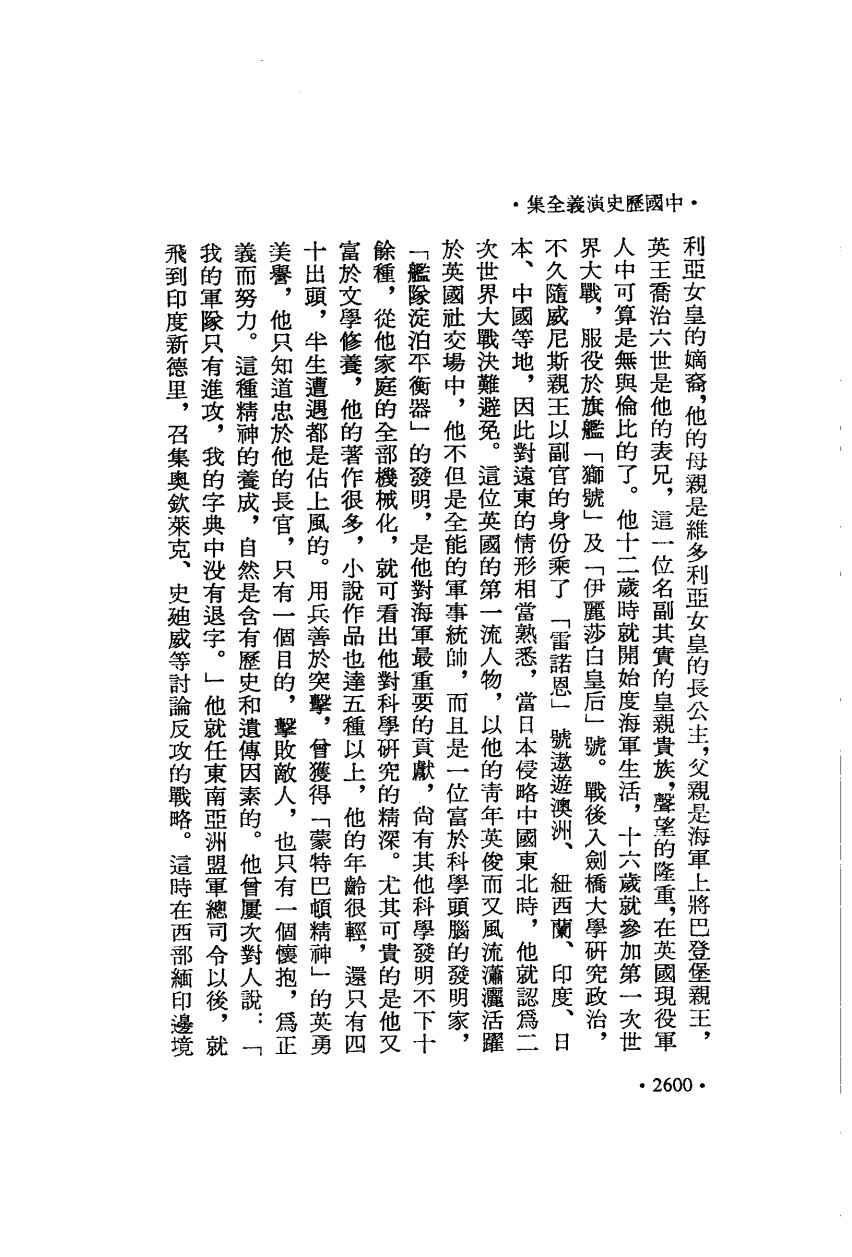 •中國歷史演義全集•
利亞女皇的嫡裔，他的母親是維多利亞女皇的長公主，父親是海軍上將巴登堡親王，
英王喬治六世是他的表兄，這一位名副其實的皇親貴族，聲望的隆重，在英國現役軍
人中可算是無與倫比的了。他十二歲時就開始度海軍生活，十六歲就參加第一次世
界大戰，服役於旗艦「獅號」及「伊麗莎白皇后」號。戰後入劍橋大學研究政治，
不久隨威尼斯親王以副官的身份乘了「雷諾恩」號遨遊澳洲、紐西蘭、印度、日
本、中國等地，因此對遠東的情形相當熟悉，當日本侵略中國東北時，他就認爲二
次世界大戰決難避免。這位英國的第一流人物，以他的靑年英俊而又風流瀟灑活躍
於英國社交場中，他不但是全能的軍事統帥，而且是一位富於科學頭腦的發明家，
「艦隊淀泊平衡器」的發明，是他對海軍最重要的貢獻，尙有其他科學發明不下十
餘種，從他家庭的全部機械化，就可看出他對科學研究的精深。尤其可貴的是他又
富於文學修養，他的著作很多，小說作品也達五種以上，他的年齡很輕，還只有四
十出頭，半生遭遇都是佔上風的。用兵善於突擊，曾獲得「蒙特巴頓精神」的英勇
美譽，他只知道忠於他的長官，只有一個目的，擊敗敵人，也只有一個懷抱，爲正
義而努力。這種精神的養成，自然是含有歷史和遺傳因素的。他曾屢次對人說：「
我的軍隊只有進攻，我的字典中沒有退字。」他就任東南亞洲盟軍總司令以後，就
飛到印度新德里，召集奧欽萊克、史廸威等討論反攻的戰略。這時在西部緬印邊境
•2600•